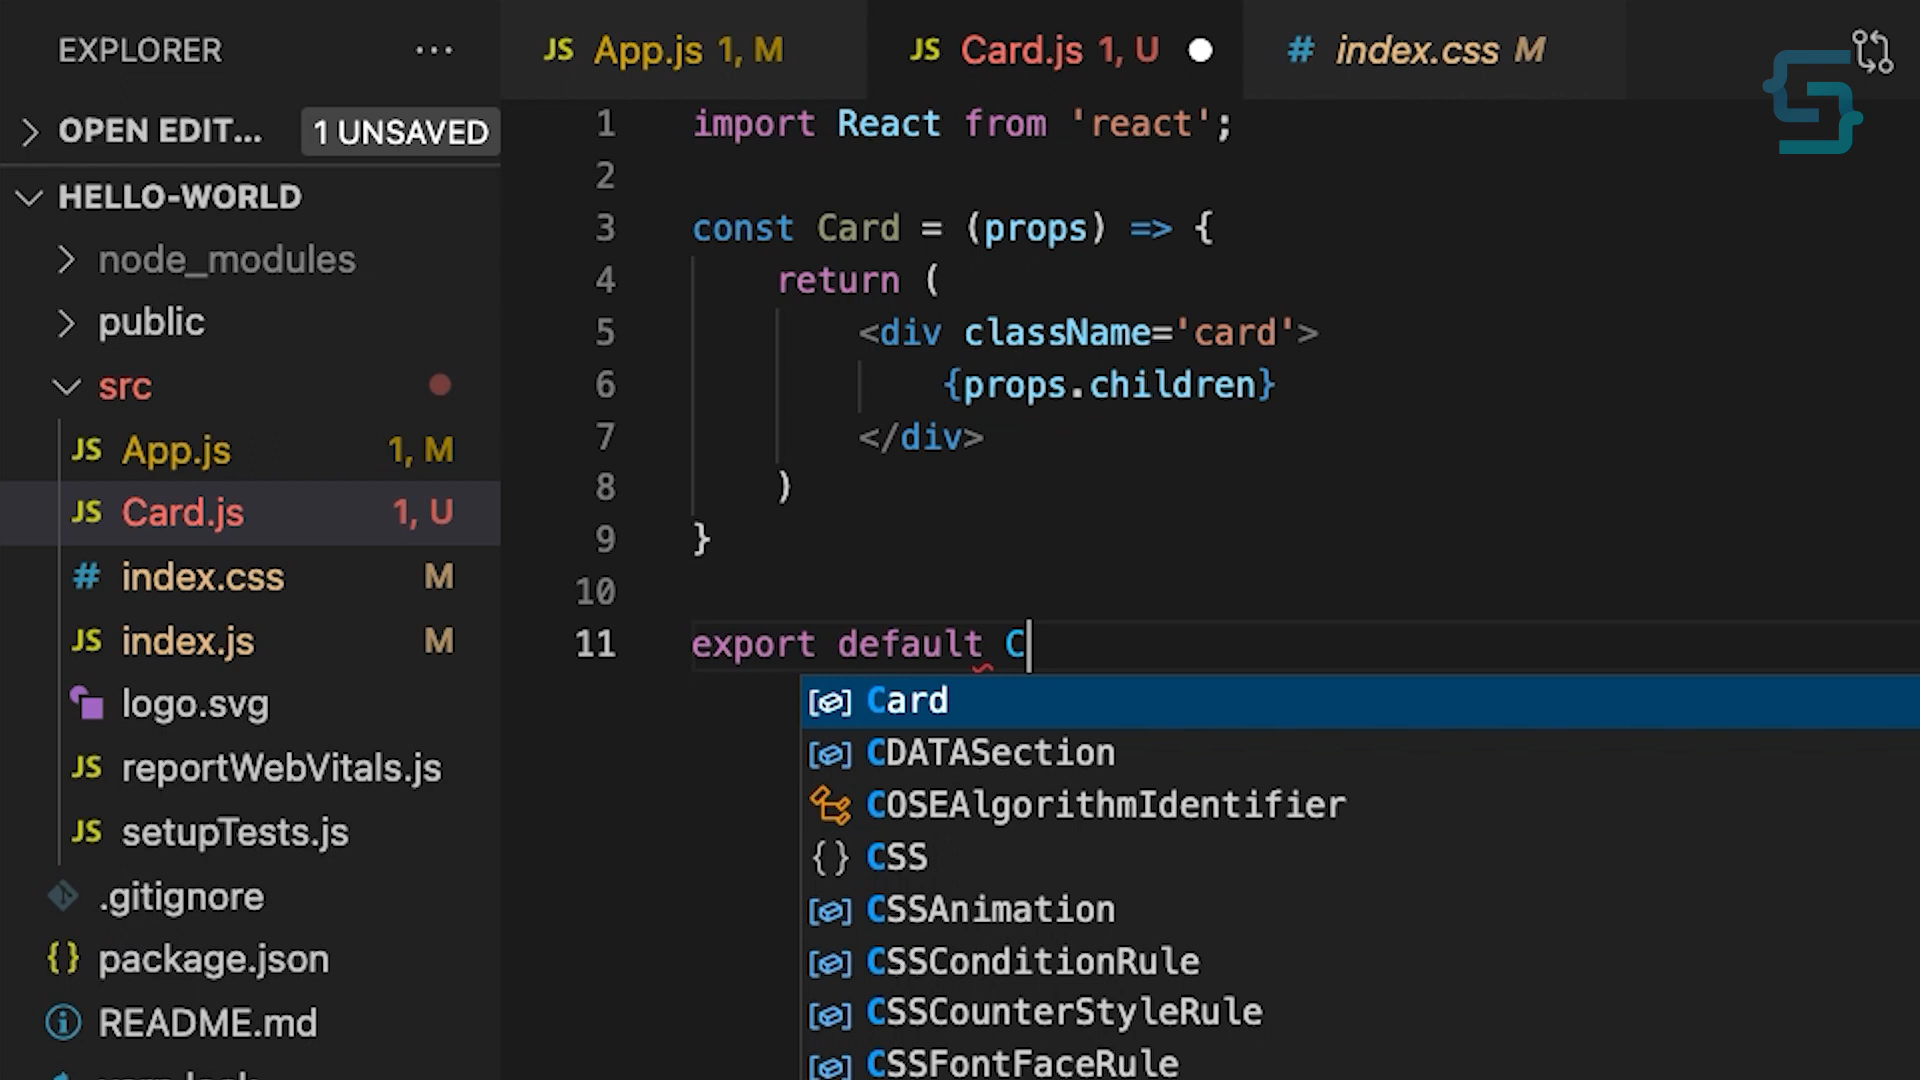 EXPLORER ...
OPEN EDIT... 1 UNSAVED
HELLO-WORLD
node_modules
public
src
JS App.js 1, M
JS Card.js 1, U
# index.css M
JS index.js M
logo.svg
JS reportWebVitals.js
JS setupTests.js
.gitignore
{} package.json
README.md
JS App.js 1, M
JS Card.js 1, U
# index.css M
1 import React from 'react';
2
3 const Card = (props) => {
4 return (
5 <div className='card'>
6 {props.children}
7 </div>
8 )
9 }
10
11 export default C
Card
CDATASection
COSEAlgorithmIdentifier
{} CSS
CSSAnimation
CSSConditionRule
CSSCounterStyleRule
CSSFontFaceRule